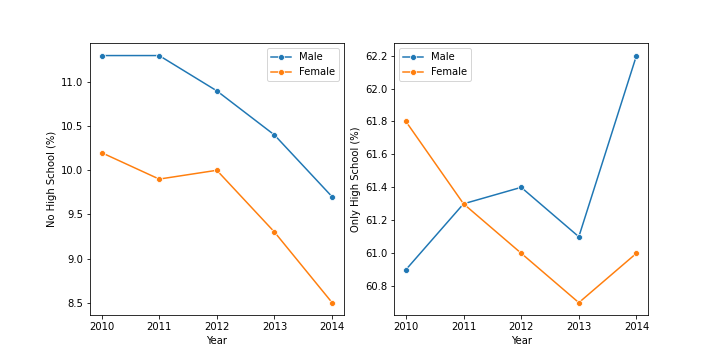 No High School (%)
11.0
10.5
10.0
9.5
9.0
8.5
2010 2011 2012 2013 2014
Year
Male
Female
Only High School (%)
62.2
62.0
61.8
61.6
61.4
61.2
61.0
60.8
2010 2011 2012 2013 2014
Year
Male
Female